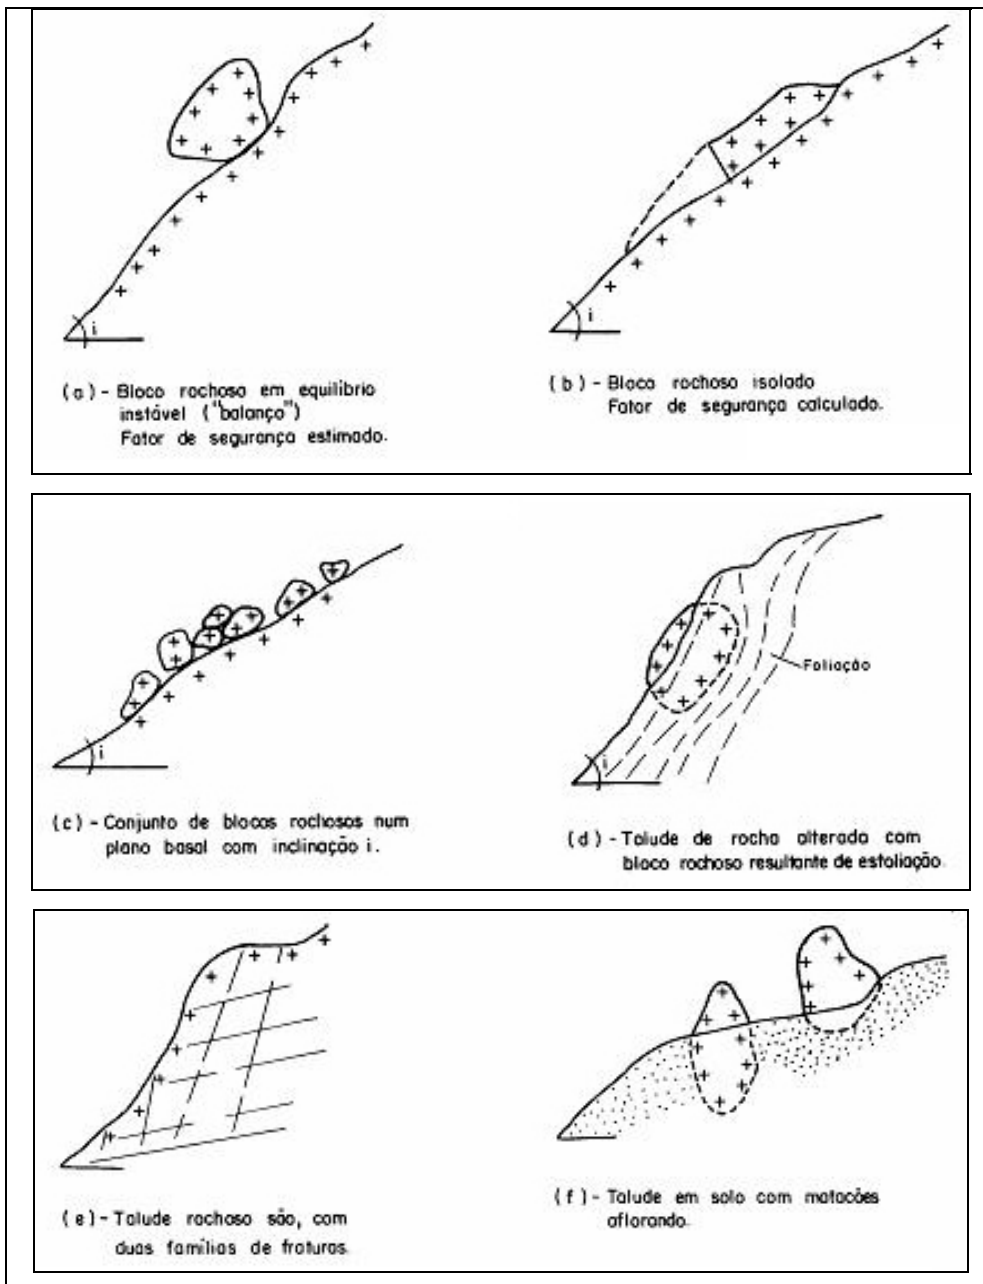 i
i
(a) - Bloco rochoso em equilíbrio
instável ("balanço")
Fator de segurança estimado.
(b) - Bloco rochoso isolado
Fator de segurança calculado.
Foliação
i
i
(c) - Conjunto de blocos rochosos num
plano basal com inclinação i.
(d) - Talude de rocha alterada com
bloco rochoso resultante de esfoliação.
(e) - Talude rochoso são, com
duas famílias de fraturas.
(f) - Talude em solo com matacões
aflorando.